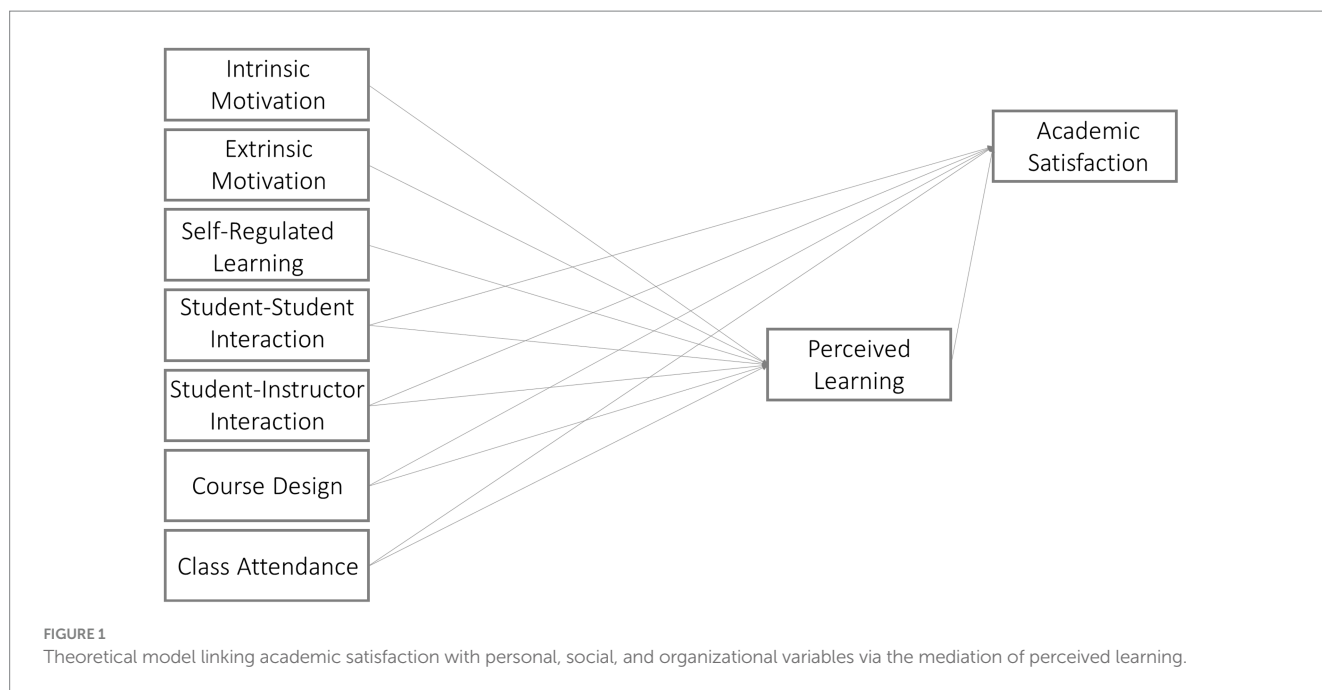 Intrinsic
Motivation
Extrinsic
Motivation
Self-Regulated
Learning
Student-Student
Interaction
Student-Instructor
Interaction
Course Design
Class Attendance
Academic
Satisfaction
Perceived
Learning
FIGURE 1
Theoretical model linking academic satisfaction with personal, social, and organizational variables via the mediation of perceived learning.